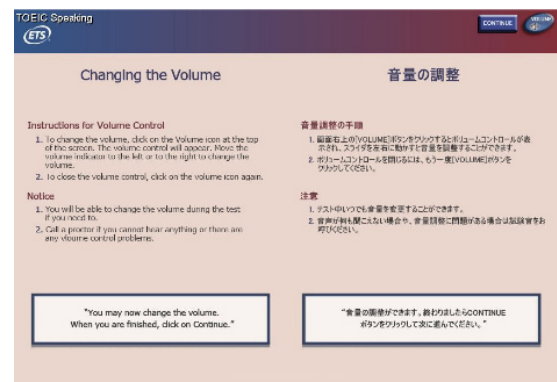 TOEIC Speaking
ETS
CONTINUE
VOLUME
Changing the Volume
Instructions for Volume Control
1. To change the volume, click on the Volume icon at the top
of the screen. The volume control will appear. Move the
volume indicator to the left or to the right to change the
volume.
2. To close the volume control, click on the volume icon again.
Notice
1. You will be able to change the volume during the test
if you need to.
2. Call a proctor if you cannot hear anything or there are
any vloume control problems.
"You may now change the volume.
When you are finished, click on Continue."
音量の調整
音量調整の手順
1. 画面右上の[VOLUME]ボタンをクリックするとボリュームコントロールが表
示され、スライダを左右に動かすと音量を調整することができます。
2. ボリュームコントロールを閉じるには、もう一度[VOLUME]ボタンを
クリックしてください。
注意
1. テスト中いつでも音量を変更することができます。
2. 音声が何も聞こえない場合や、音量調整に問題がある場合は試験官をお
呼びください。
"音量の調整ができます。終わりましたらCONTINUE
ボタンをクリックして次に進んでください。"